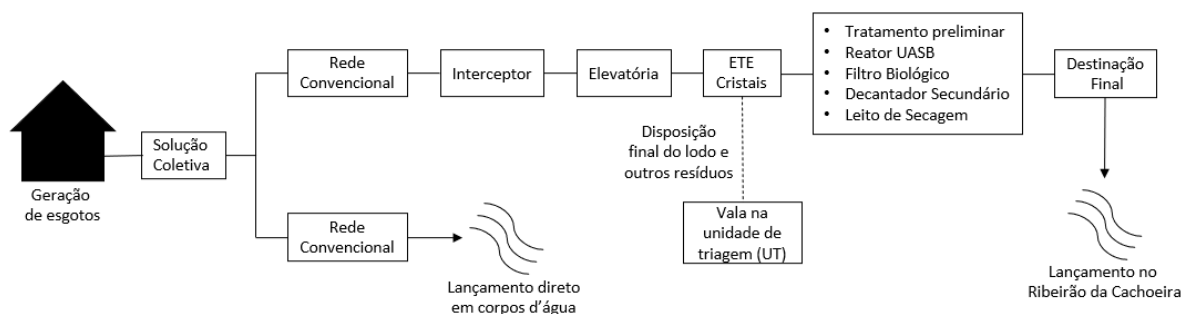 Geração
de esgotos
Solução
Coletiva
Rede
Convencional
Interceptor
Elevatória
ETE
Cristais
• Tratamento preliminar
• Reator UASB
• Filtro Biológico
• Decantador Secundário
• Leito de Secagem
Destinação
Final
Lançamento no
Ribeirão da Cachoeira
Disposição
final do lodo e
outros resíduos
Vala na
unidade de
triagem (UT)
Rede
Convencional
Lançamento direto
em corpos d’água